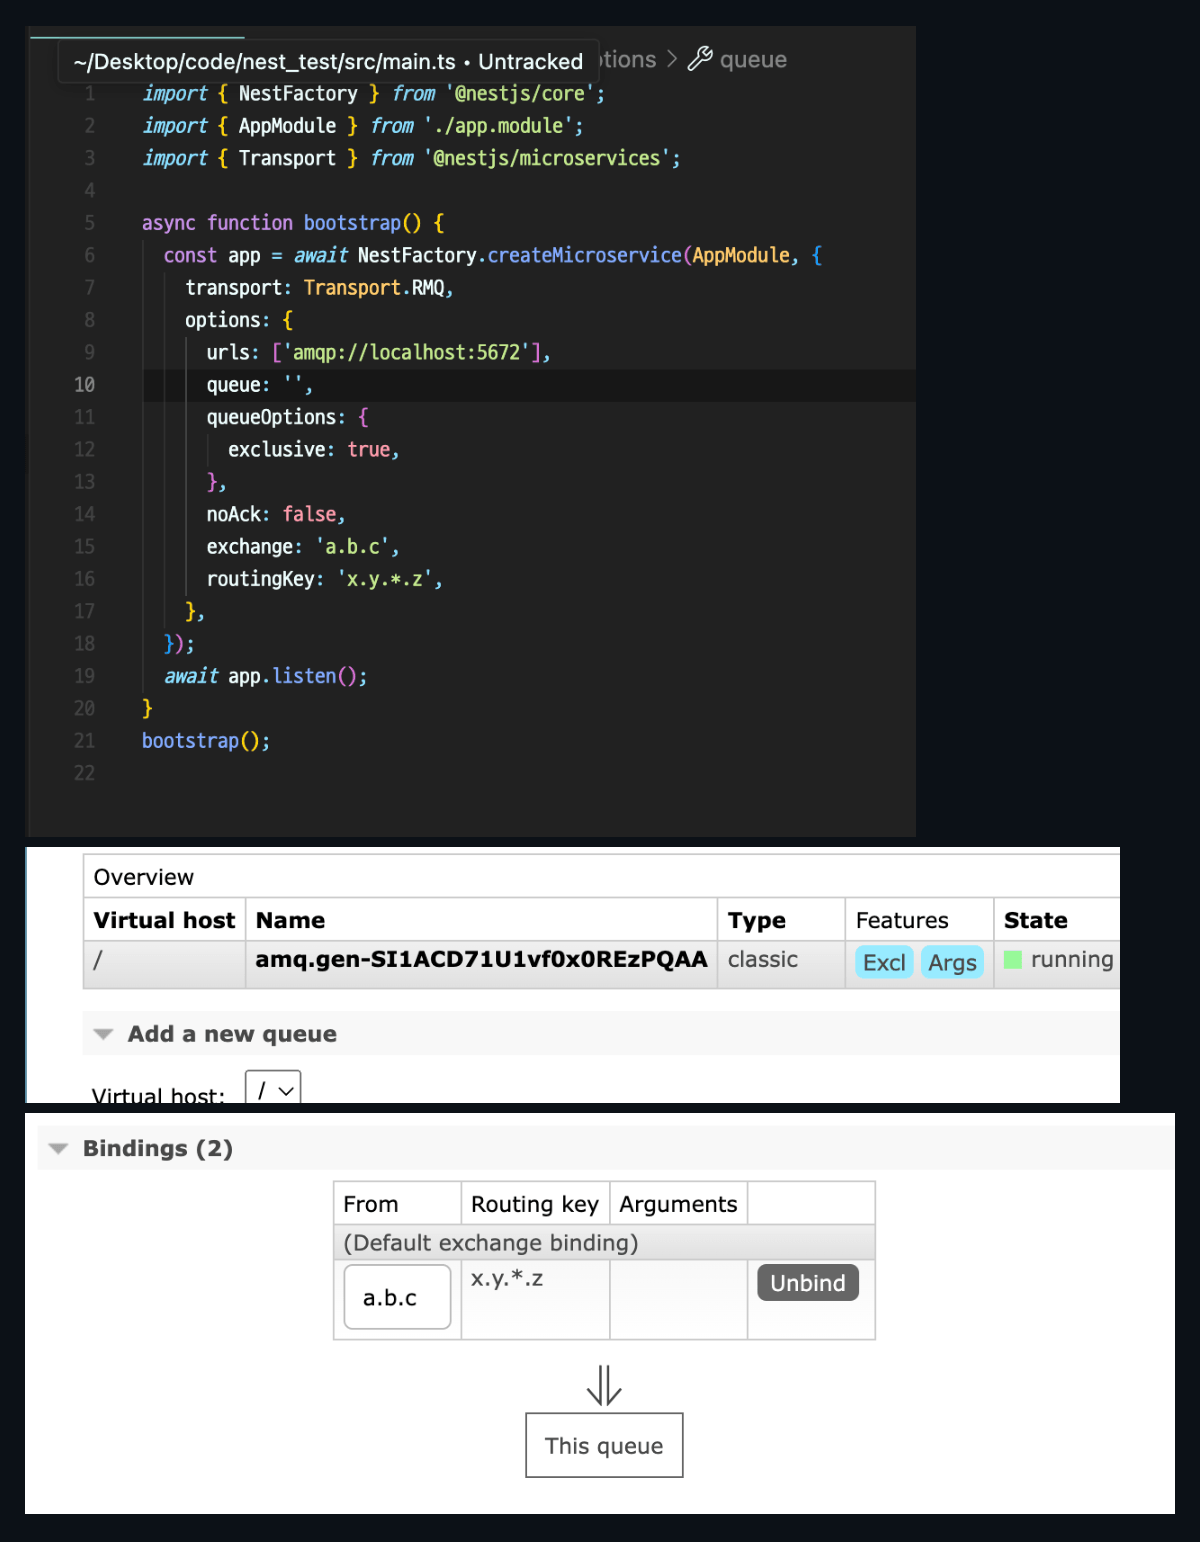 ~/Desktop/code/nest_test/src/main.ts • Untracked tions > queue
1 import { NestFactory } from '@nestjs/core';
2 import { AppModule } from './app.module';
3 import { Transport } from '@nestjs/microservices';
4
5 async function bootstrap() {
6 const app = await NestFactory.createMicroservice(AppModule, {
7 transport: Transport.RMQ,
8 options: {
9 urls: ['amqp://localhost:5672'],
10 queue: '',
11 queueOptions: {
12 exclusive: true,
13 },
14 noAck: false,
15 exchange: 'a.b.c',
16 routingKey: 'x.y.*.z',
17 },
18 });
19 await app.listen();
20 }
21 bootstrap();
22
Overview
Virtual host Name Type Features State
/ amq.gen-SI1ACD71U1vf0x0REzPQAA classic Excl Args running
Add a new queue
Virtual host: /
Bindings (2)
From Routing key Arguments
(Default exchange binding)
a.b.c x.y.*.z Unbind
⇓
This queue